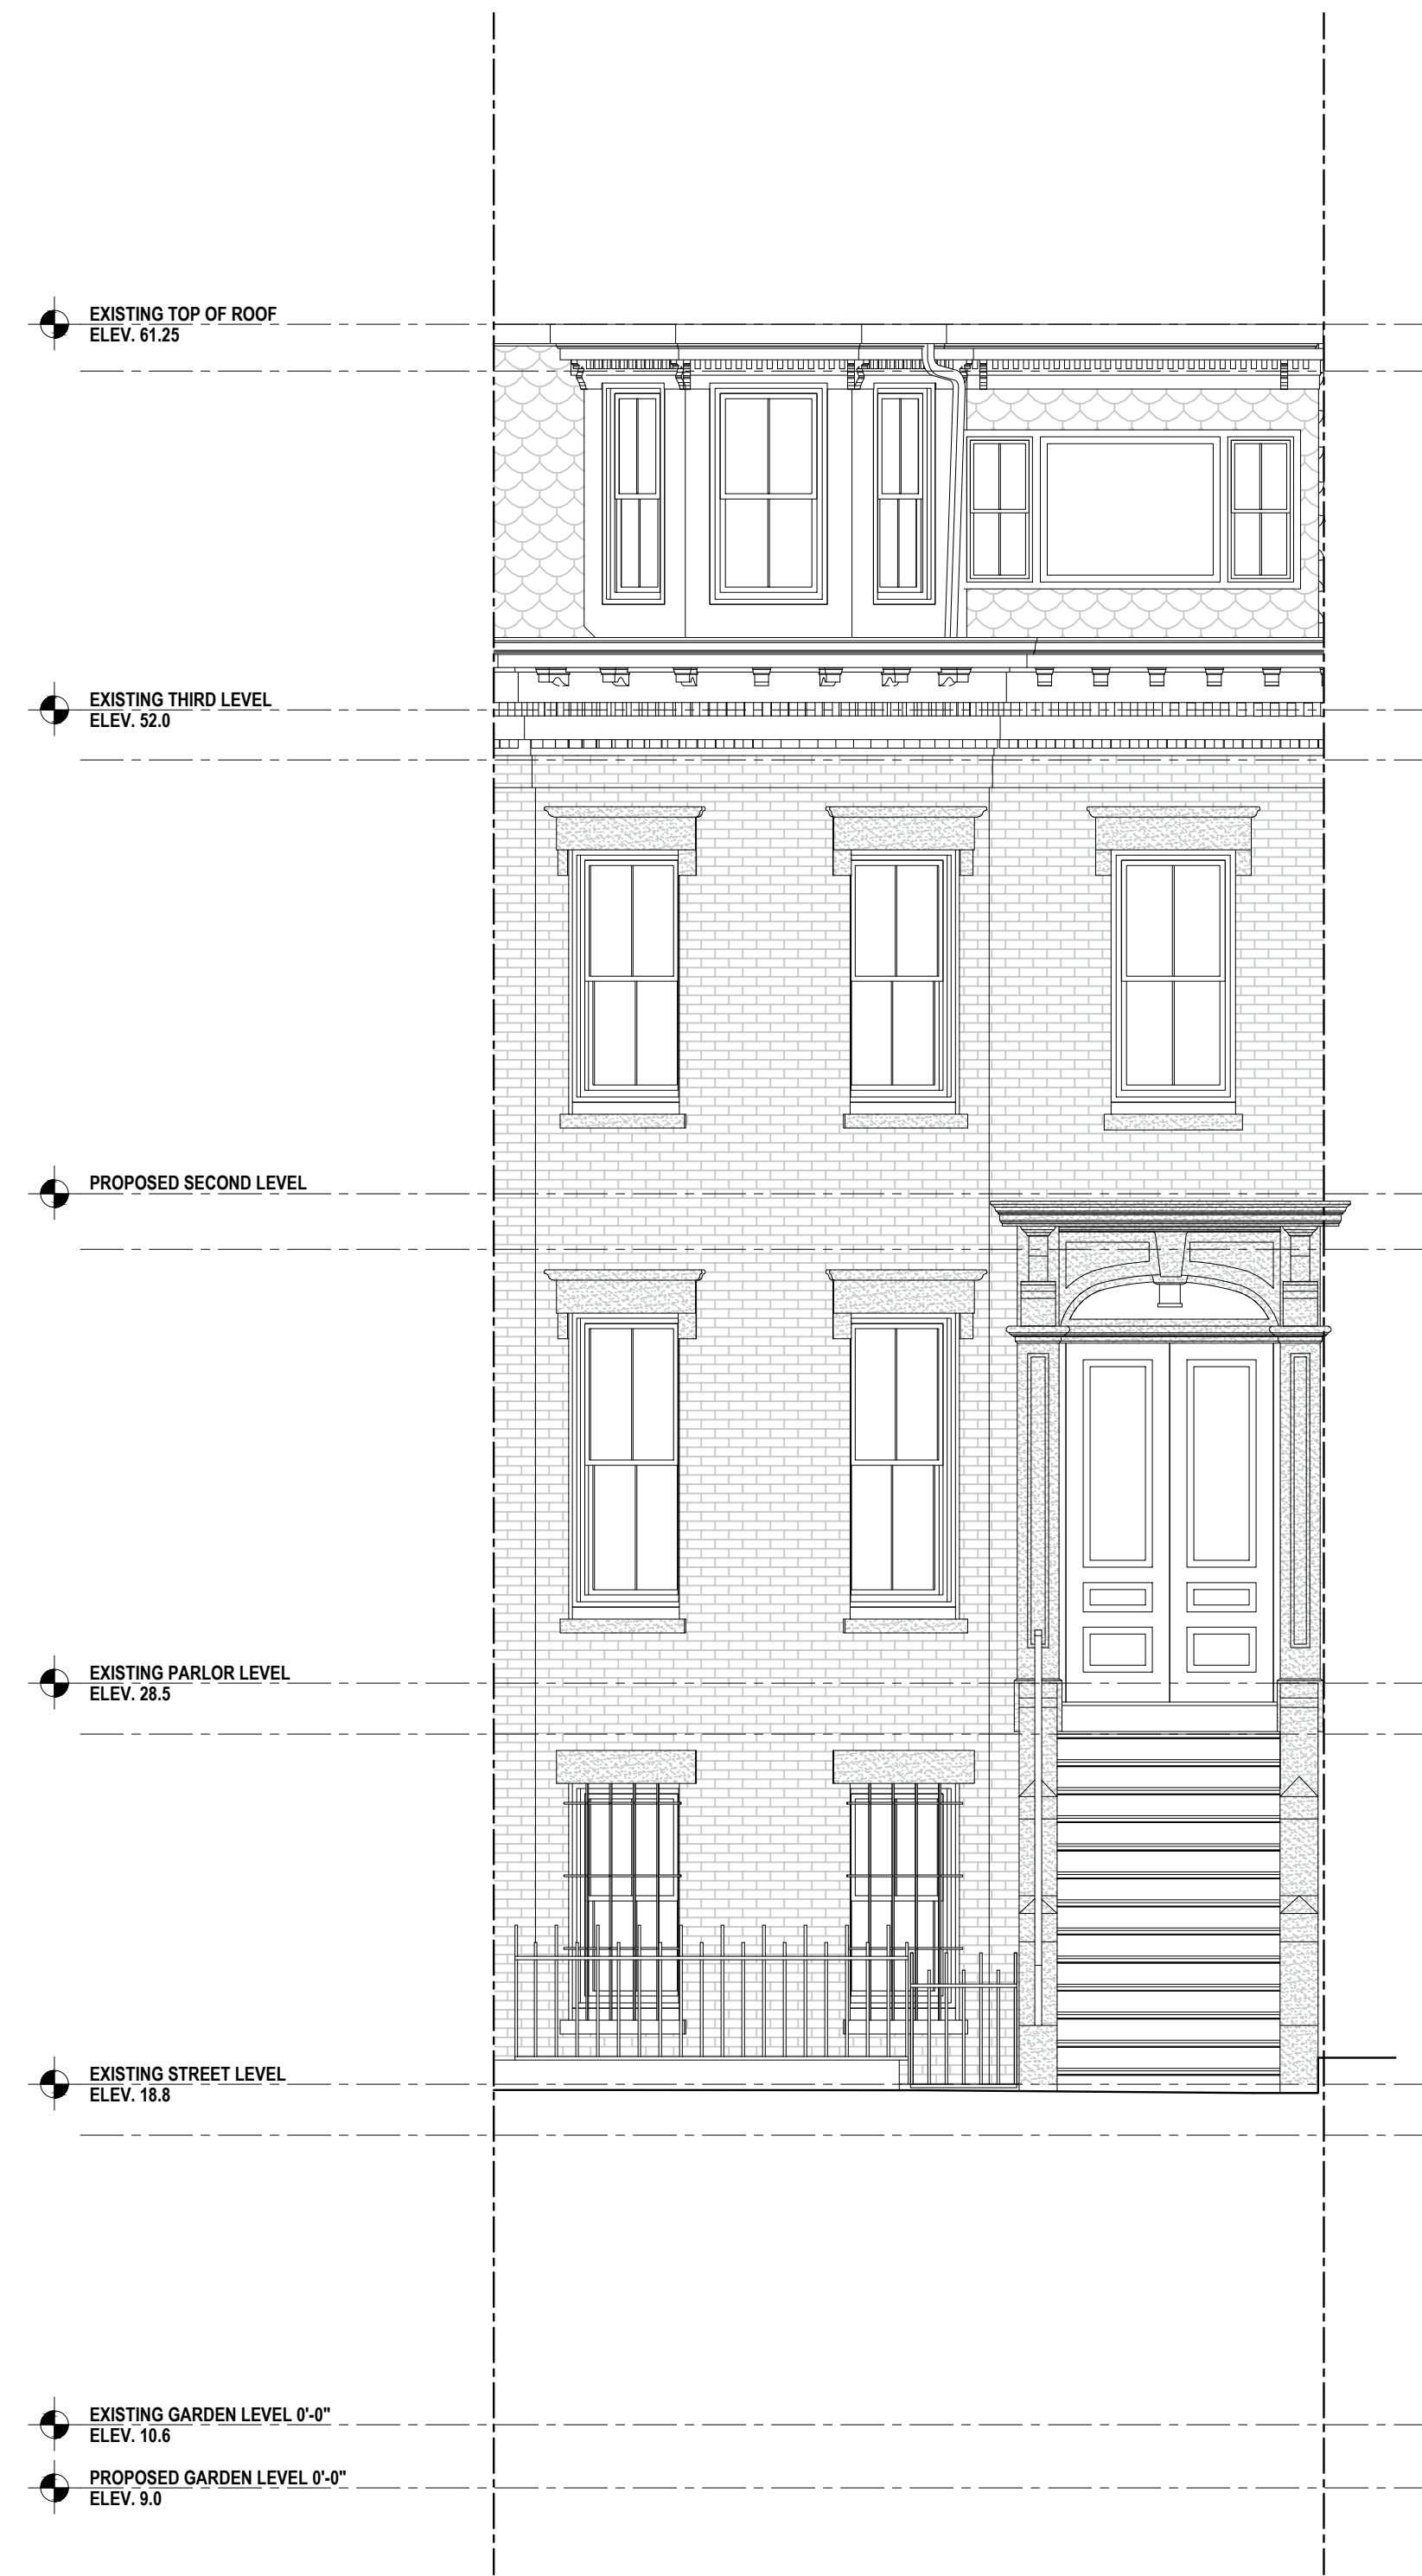 EXISTING TOP OF ROOF
ELEV. 61.25
EXISTING THIRD LEVEL
ELEV. 52.0
PROPOSED SECOND LEVEL
EXISTING PARLOR LEVEL
ELEV. 28.5
EXISTING STREET LEVEL
ELEV. 18.8
EXISTING GARDEN LEVEL 0'-0"
ELEV. 10.6
PROPOSED GARDEN LEVEL 0'-0"
ELEV. 9.0